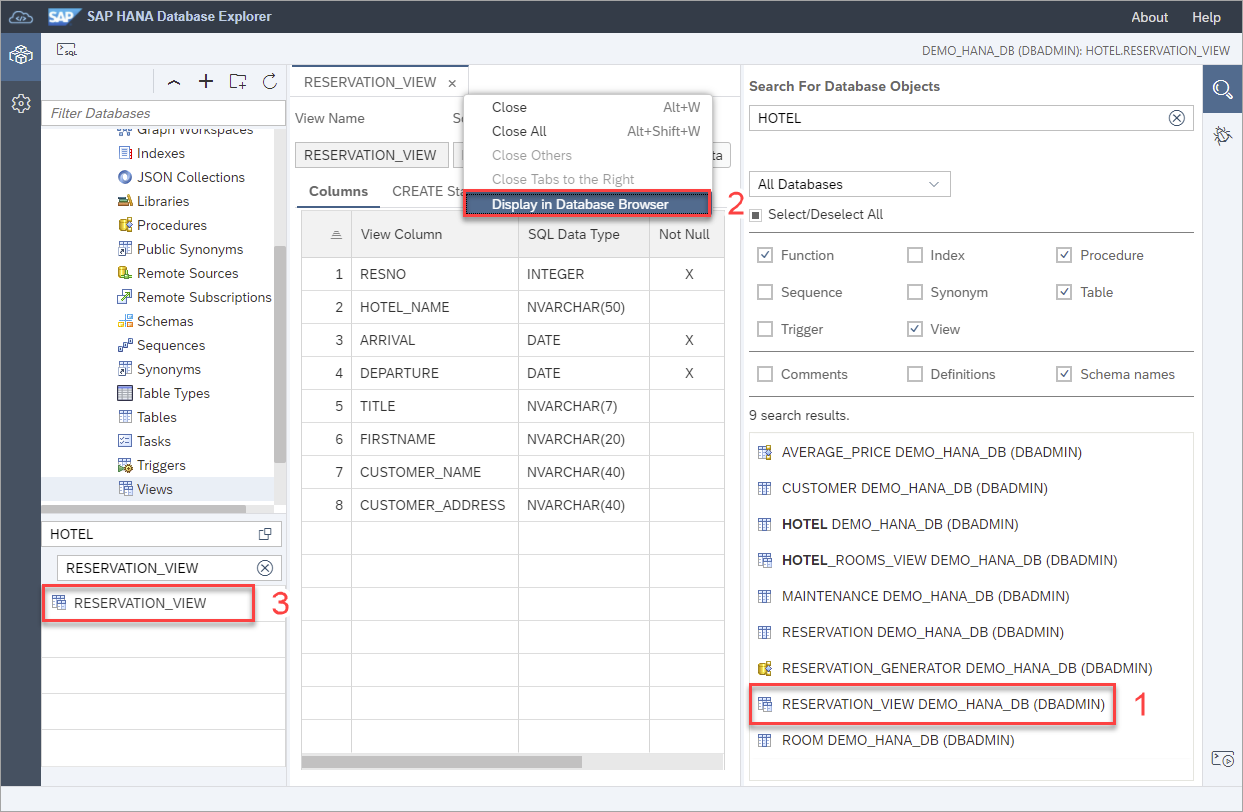 SAP SAP HANA Database Explorer About Help
SQL DEMO_HANA_DB (DBADMIN): HOTEL.RESERVATION_VIEW
Filter Databases
Graph Workspaces
Indexes
JSON Collections
Libraries
Procedures
Public Synonyms
Remote Sources
Remote Subscriptions
Schemas
Sequences
Synonyms
Table Types
Tables
Tasks
Triggers
Views
HOTEL
RESERVATION_VIEW
RESERVATION_VIEW 3
RESERVATION_VIEW
View Name
RESERVATION_VIEW
Columns CREATE Sta
Close Alt+W
Close All Alt+Shift+W
Close Others
Close Tabs to the Right
Display in Database Browser 2
View Column SQL Data Type Not Null
1 RESNO INTEGER X
2 HOTEL_NAME NVARCHAR(50)
3 ARRIVAL DATE X
4 DEPARTURE DATE X
5 TITLE NVARCHAR(7)
6 FIRSTNAME NVARCHAR(20)
7 CUSTOMER_NAME NVARCHAR(40)
8 CUSTOMER_ADDRESS NVARCHAR(40)
Search For Database Objects
HOTEL
All Databases
Select/Deselect All
Function Index Procedure
Sequence Synonym Table
Trigger View
Comments Definitions Schema names
9 search results.
AVERAGE_PRICE DEMO_HANA_DB (DBADMIN)
CUSTOMER DEMO_HANA_DB (DBADMIN)
HOTEL DEMO_HANA_DB (DBADMIN)
HOTEL_ROOMS_VIEW DEMO_HANA_DB (DBADMIN)
MAINTENANCE DEMO_HANA_DB (DBADMIN)
RESERVATION DEMO_HANA_DB (DBADMIN)
RESERVATION_GENERATOR DEMO_HANA_DB (DBADMIN)
RESERVATION_VIEW DEMO_HANA_DB (DBADMIN) 1
ROOM DEMO_HANA_DB (DBADMIN)